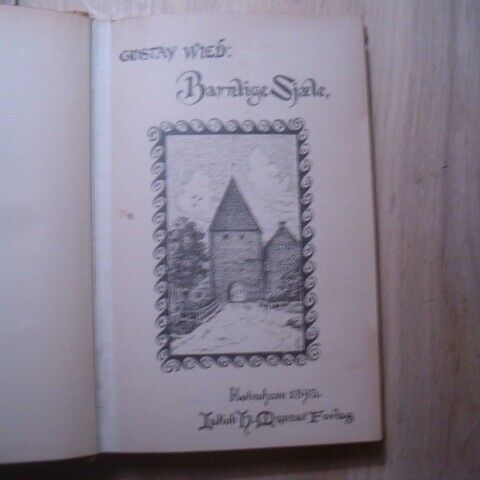 GUSTAV WIED:
Barnlige Sjæle.
København 1893.
Jakob H. Mansas Forlag.